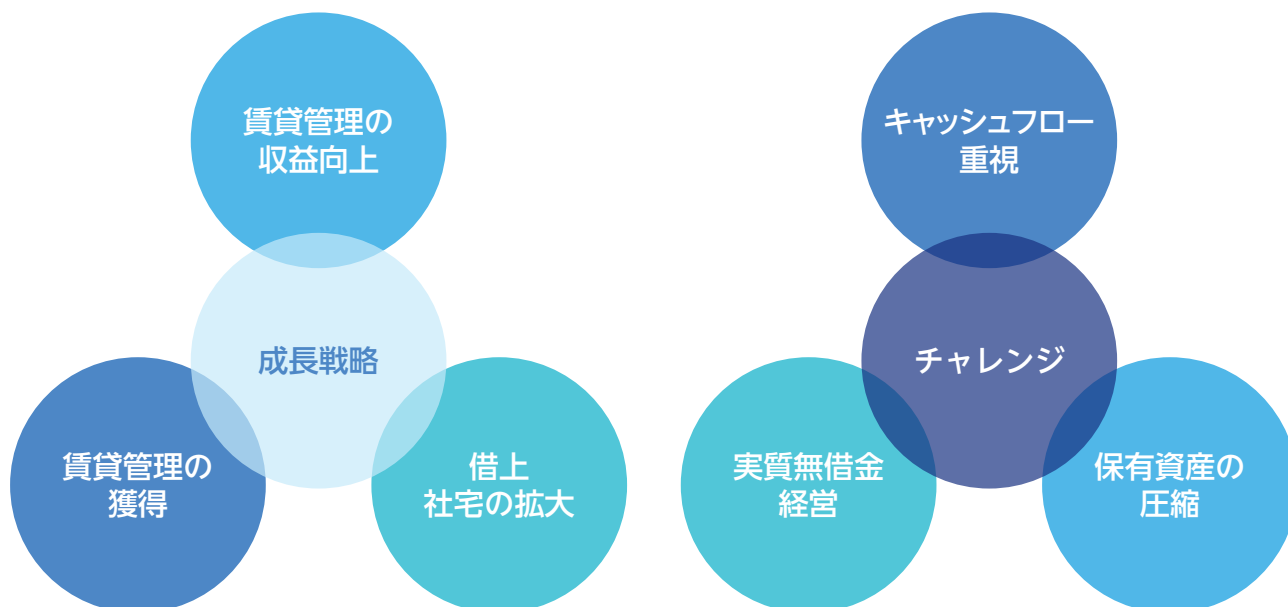 賃貸管理の
収益向上
成長戦略
賃貸管理の
獲得
借上
社宅の拡大
キャッシュフロー
重視
チャレンジ
実質無借金
経営
保有資産の
圧縮